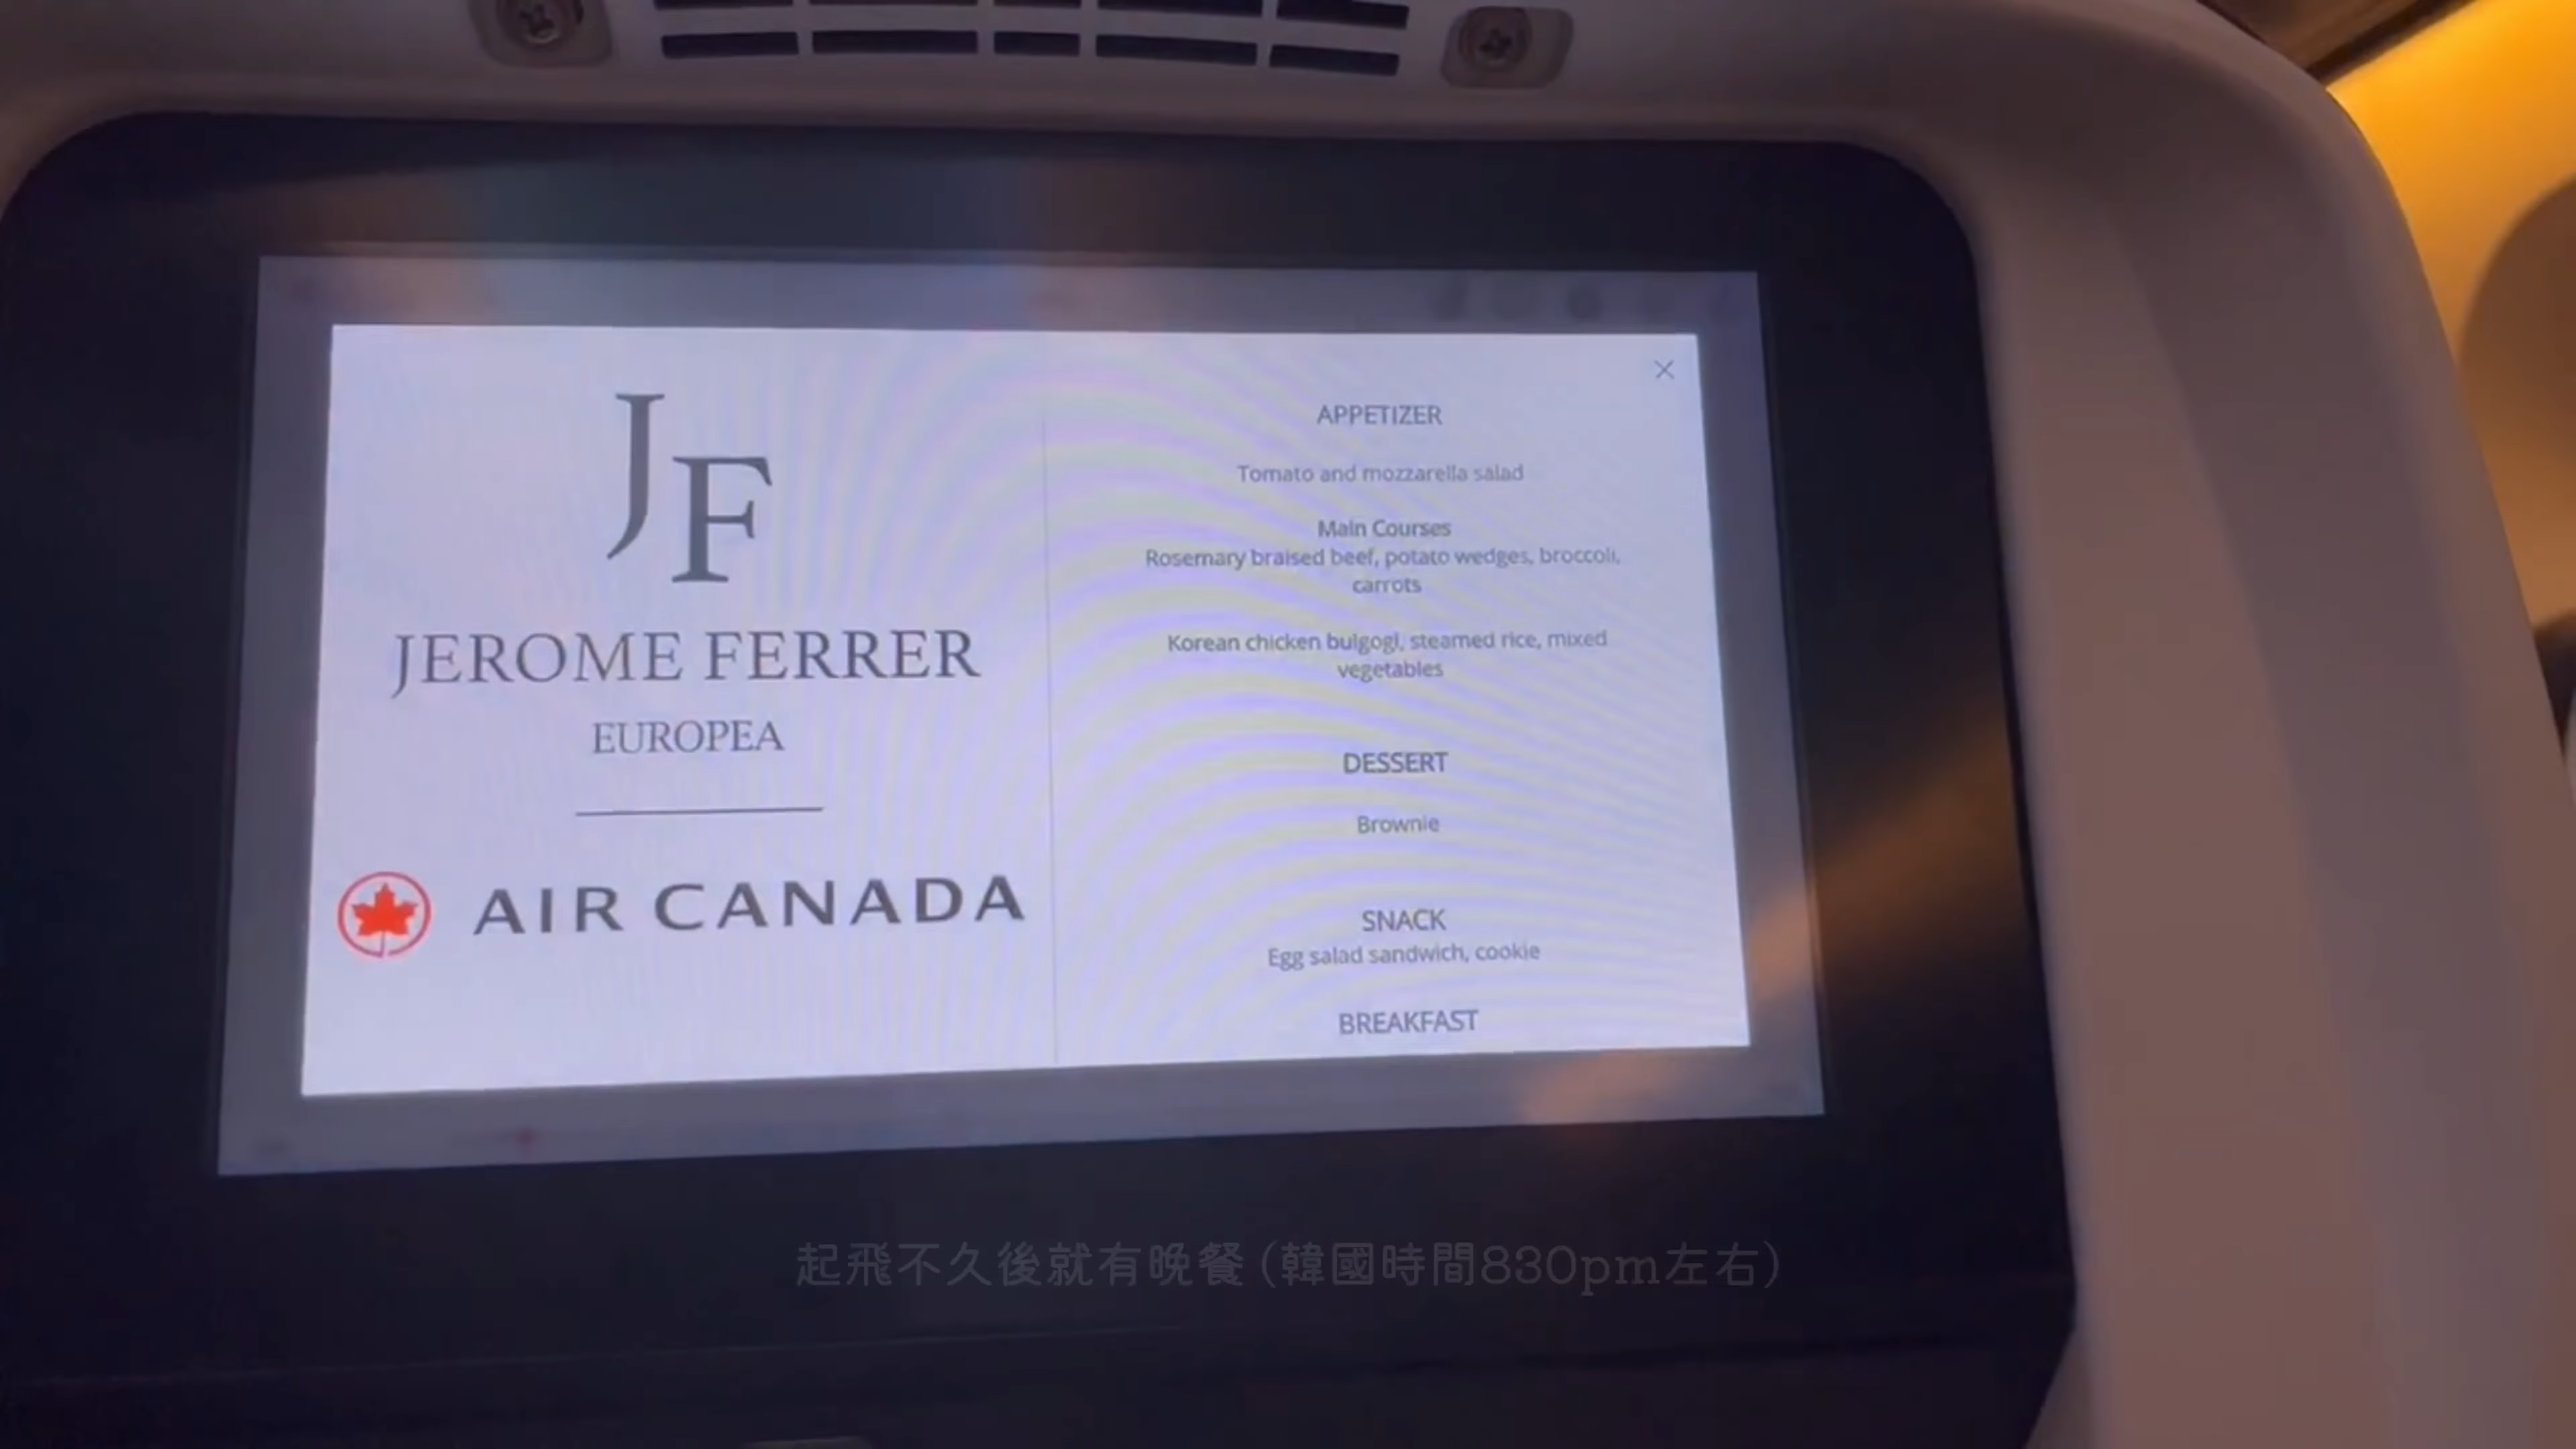 JF
JEROME FERRER
EUROPEA
AIR CANADA
APPETIZER
Tomato and mozzarella salad
Main Courses
Rosemary braised beef, potato wedges, broccoli,
carrots
Korean chicken bulgogi, steamed rice, mixed
vegetables
DESSERT
Brownie
SNACK
Egg salad sandwich, cookie
BREAKFAST
起飛不久後就有晚餐 (韓國時間830pm左右)